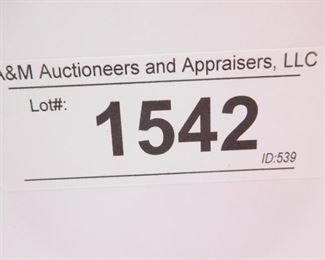 A&M Auctioneers and Appraisers, LLC
Lot#:
1542
ID:539